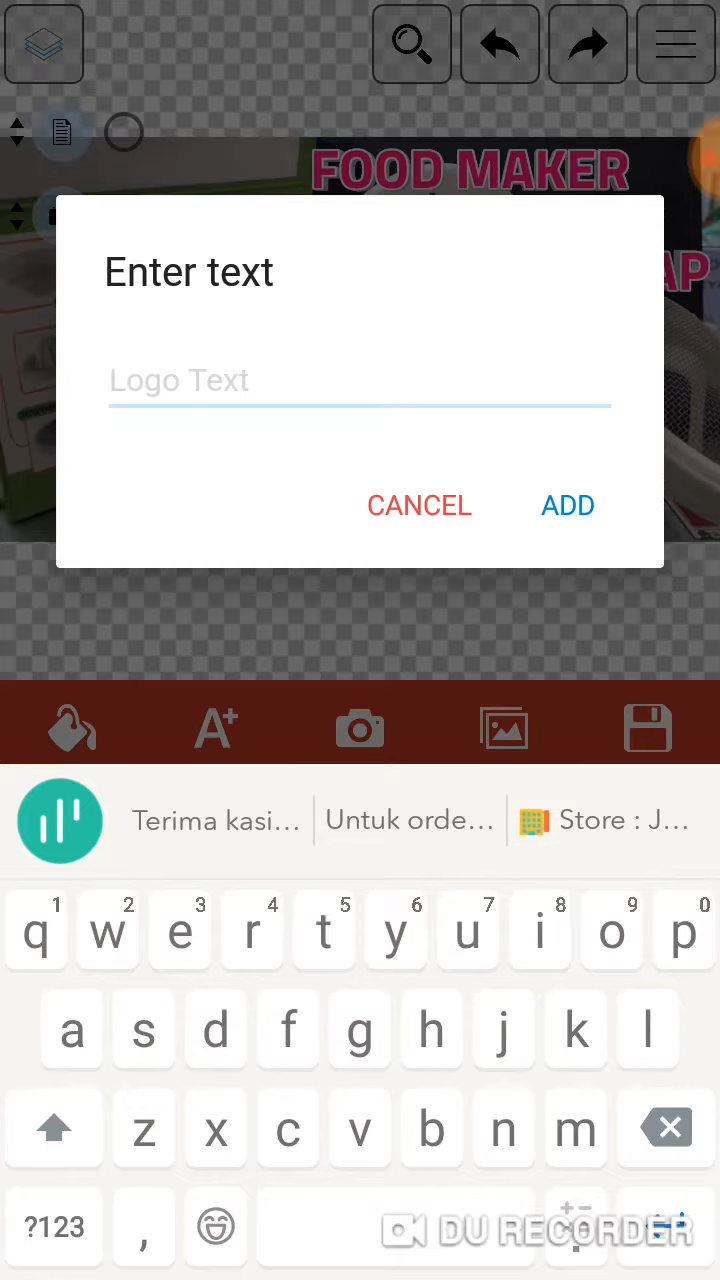 FOOD MAKER
AP
Enter text
Logo Text
CANCEL ADD
A+
Terima kasi... Untuk orde... Store : J...
1 2 3 4 5 6 7 8 9 0
q w e r t y u i o p
a s d f g h j k l
z x c v b n m
?123 ,
DU RECORDER